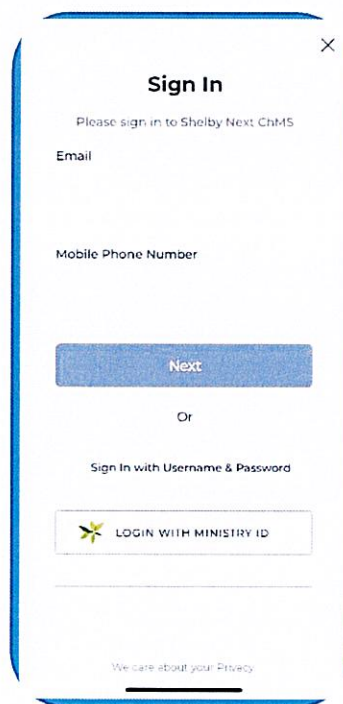 Sign In
Please sign in to Shelby Next ChMS
Email
Mobile Phone Number
Next
Or
Sign In with Username & Password
LOGIN WITH MINISTRY ID
We care about your Privacy